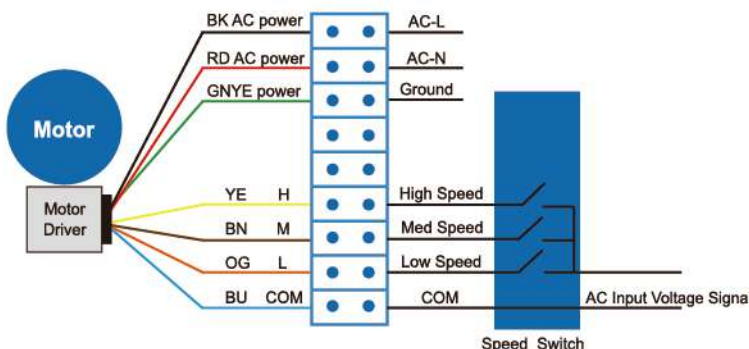 BK AC power AC-L
RD AC power AC-N
GNYE power Ground
Motor
Motor
Driver
YE H High Speed
BN M Med Speed
OG L Low Speed
BU COM COM AC Input Voltage Signa
Speed Switch